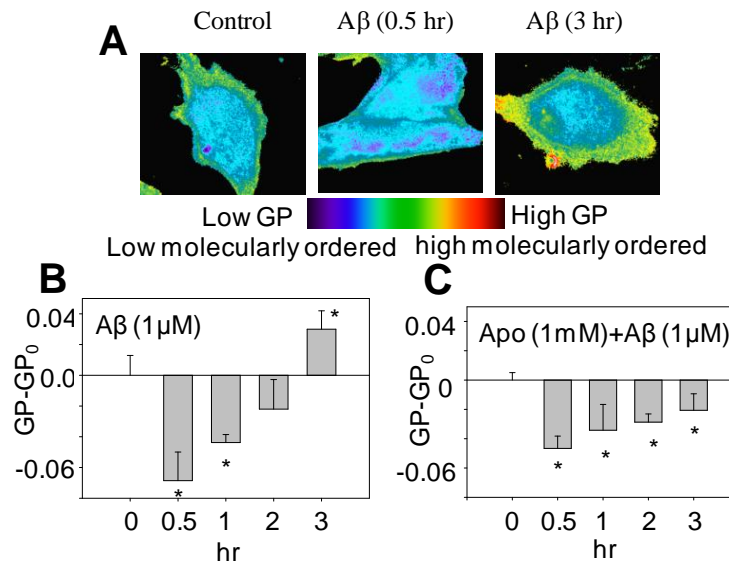 Control Aβ (0.5 hr) Aβ (3 hr)
A
Low GP High GP
Low molecularly ordered high molecularly ordered
B
Aβ (1μM)
GP-GP0
0.04
0.0
-0.06
*
*
*
0 0.5 1 2 3
hr
C
Apo (1mM)+Aβ (1μM)
GP-GP0
0.04
0
-0.06
* * * *
0 0.5 1 2 3
hr